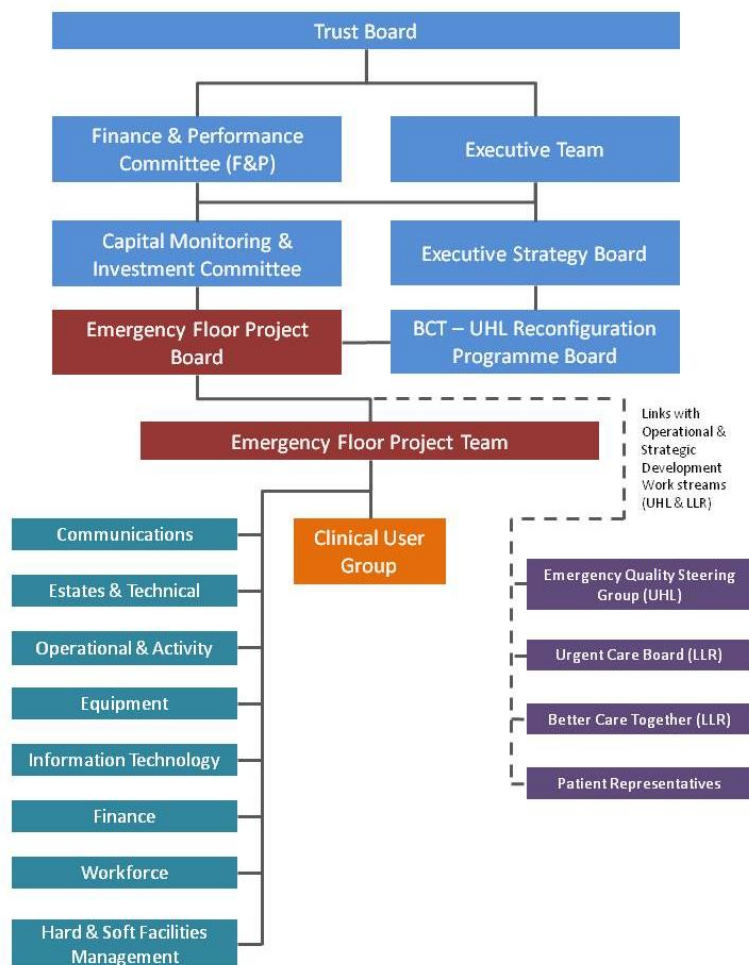 Trust Board
Finance & Performance
Committee (F&P)
Executive Team
Capital Monitoring &
Investment Committee
Executive Strategy Board
Emergency Floor Project
Board
BCT – UHL Reconfiguration
Programme Board
Emergency Floor Project Team
Links with
Operational &
Strategic
Development
Work streams
(UHL & LLR)
Clinical User
Group
Communications
Estates & Technical
Operational & Activity
Equipment
Information Technology
Finance
Workforce
Hard & Soft Facilities
Management
Emergency Quality Steering
Group (UHL)
Urgent Care Board (LLR)
Better Care Together (LLR)
Patient Representatives